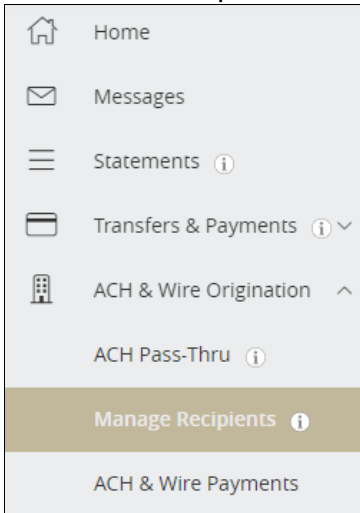 Home
Messages
Statements
Transfers & Payments
ACH & Wire Origination
ACH Pass-Thru
Manage Recipients
ACH & Wire Payments